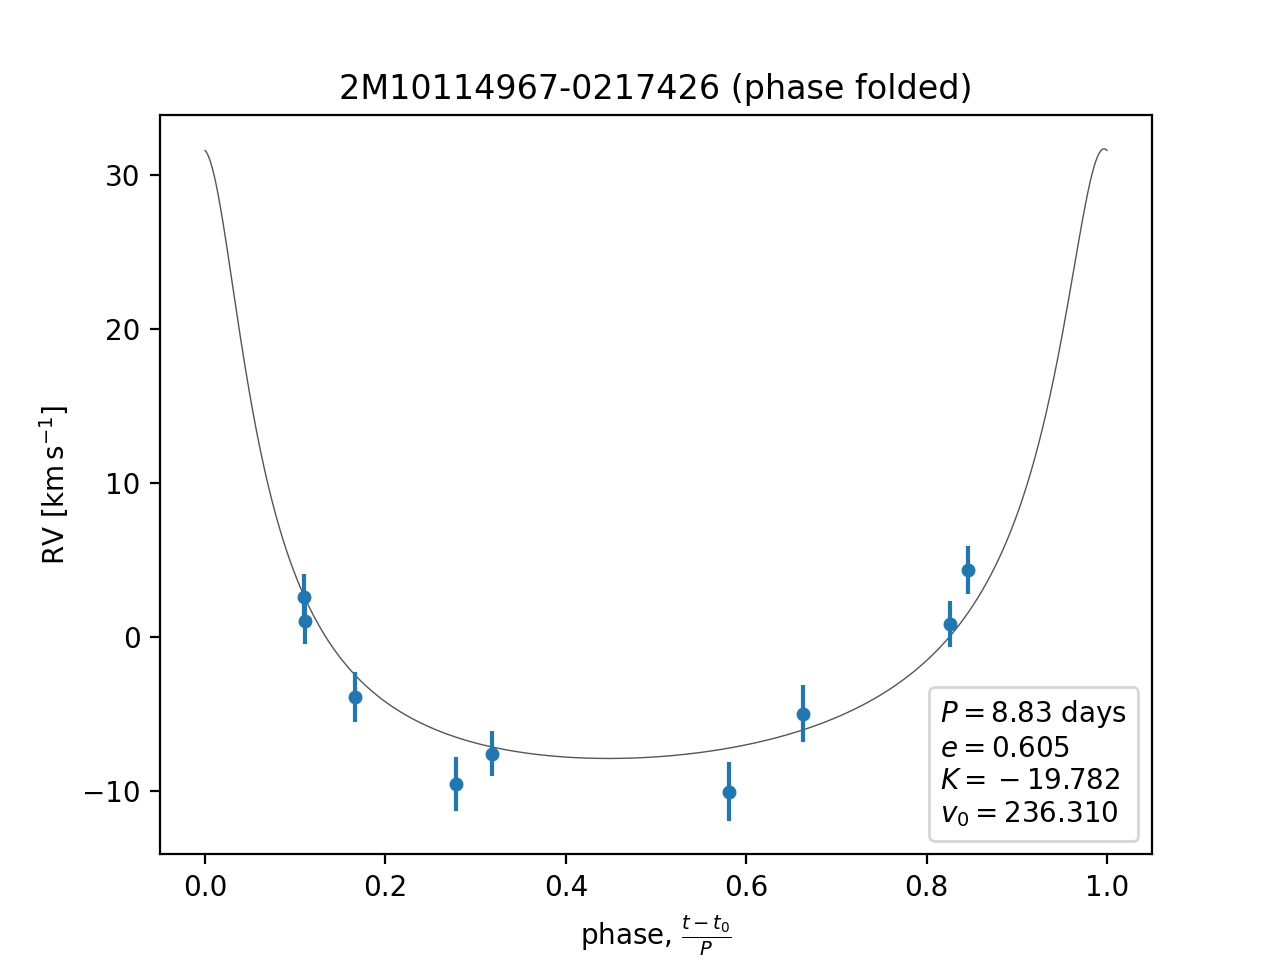 2M10114967-0217426 (phase folded)
RV [km s⁻¹]
30
20
10
0
−10
P = 8.83 days
e = 0.605
K = − 19.782
v₀ = 236.310
0.0 0.2 0.4 0.6 0.8 1.0
phase, (t − t₀)/P